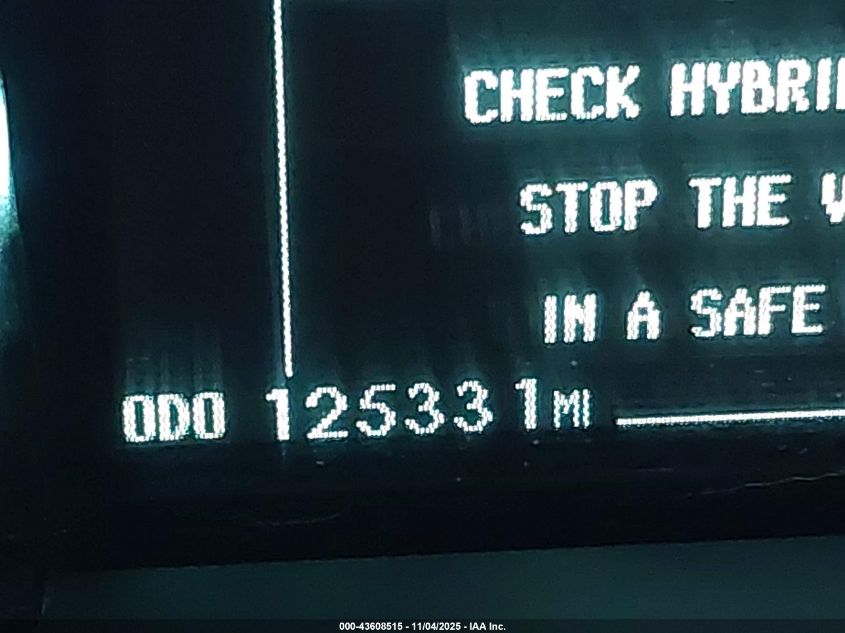 CHECK HYBRI
STOP THE V
IN A SAFE
ODO 125331MI
000-43608515 - 11/04/2025 - IAA Inc.